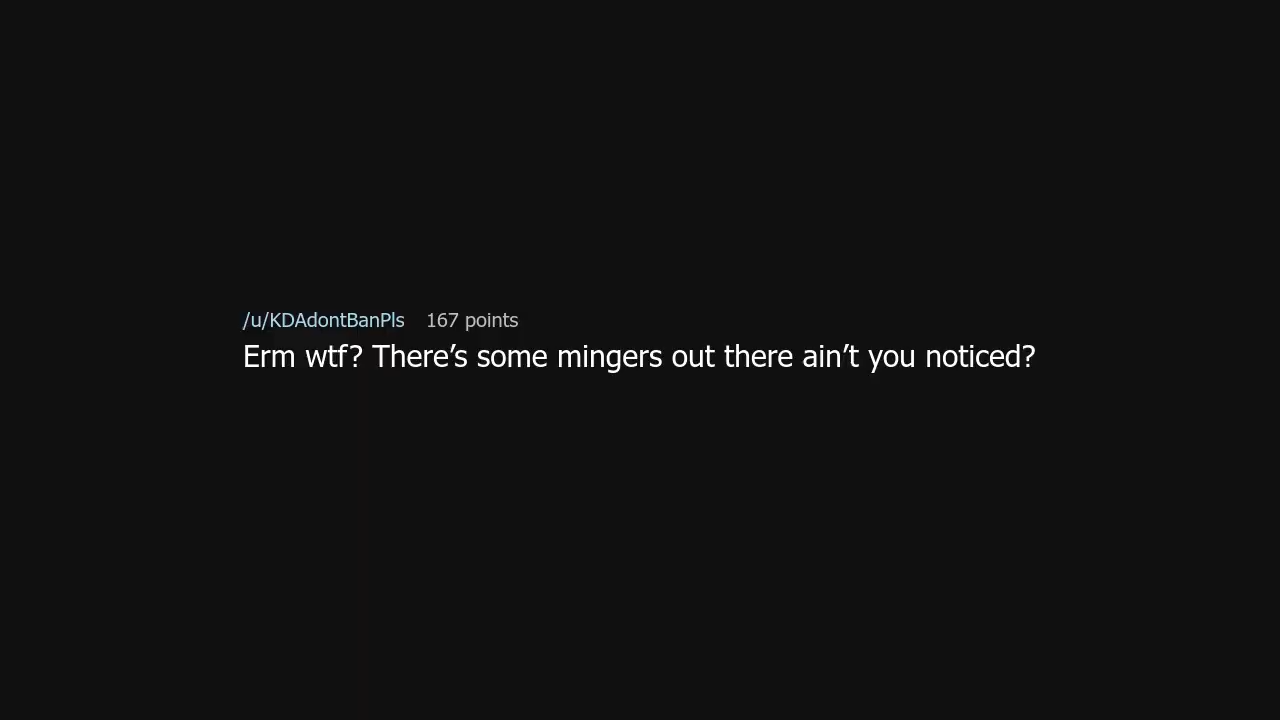 /u/KDAdontBanPls 167 points
Erm wtf? There’s some mingers out there ain’t you noticed?